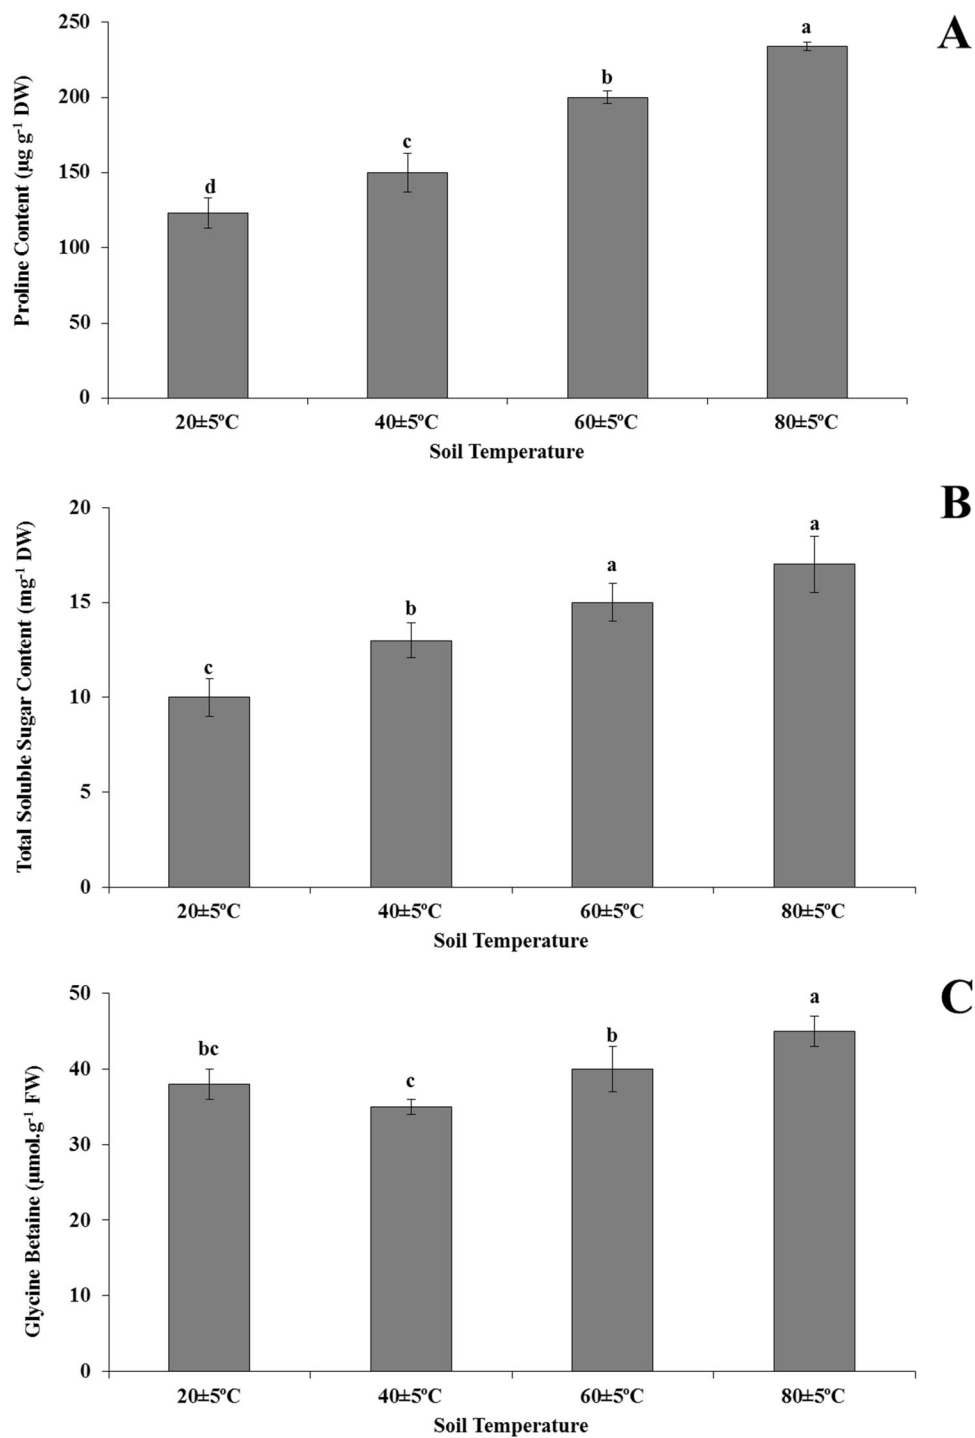 A
Proline Content (µg g⁻¹ DW)
250
200
150
100
50
0
d
c
b
a
20±5ºC 40±5ºC 60±5ºC 80±5ºC
Soil Temperature
B
Total Soluble Sugar Content (mg⁻¹ DW)
20
15
10
5
0
c
b
a
a
20±5ºC 40±5ºC 60±5ºC 80±5ºC
Soil Temperature
C
Glycine Betaine (µmol.g⁻¹ FW)
50
40
30
20
10
0
bc
c
b
a
20±5ºC 40±5ºC 60±5ºC 80±5ºC
Soil Temperature